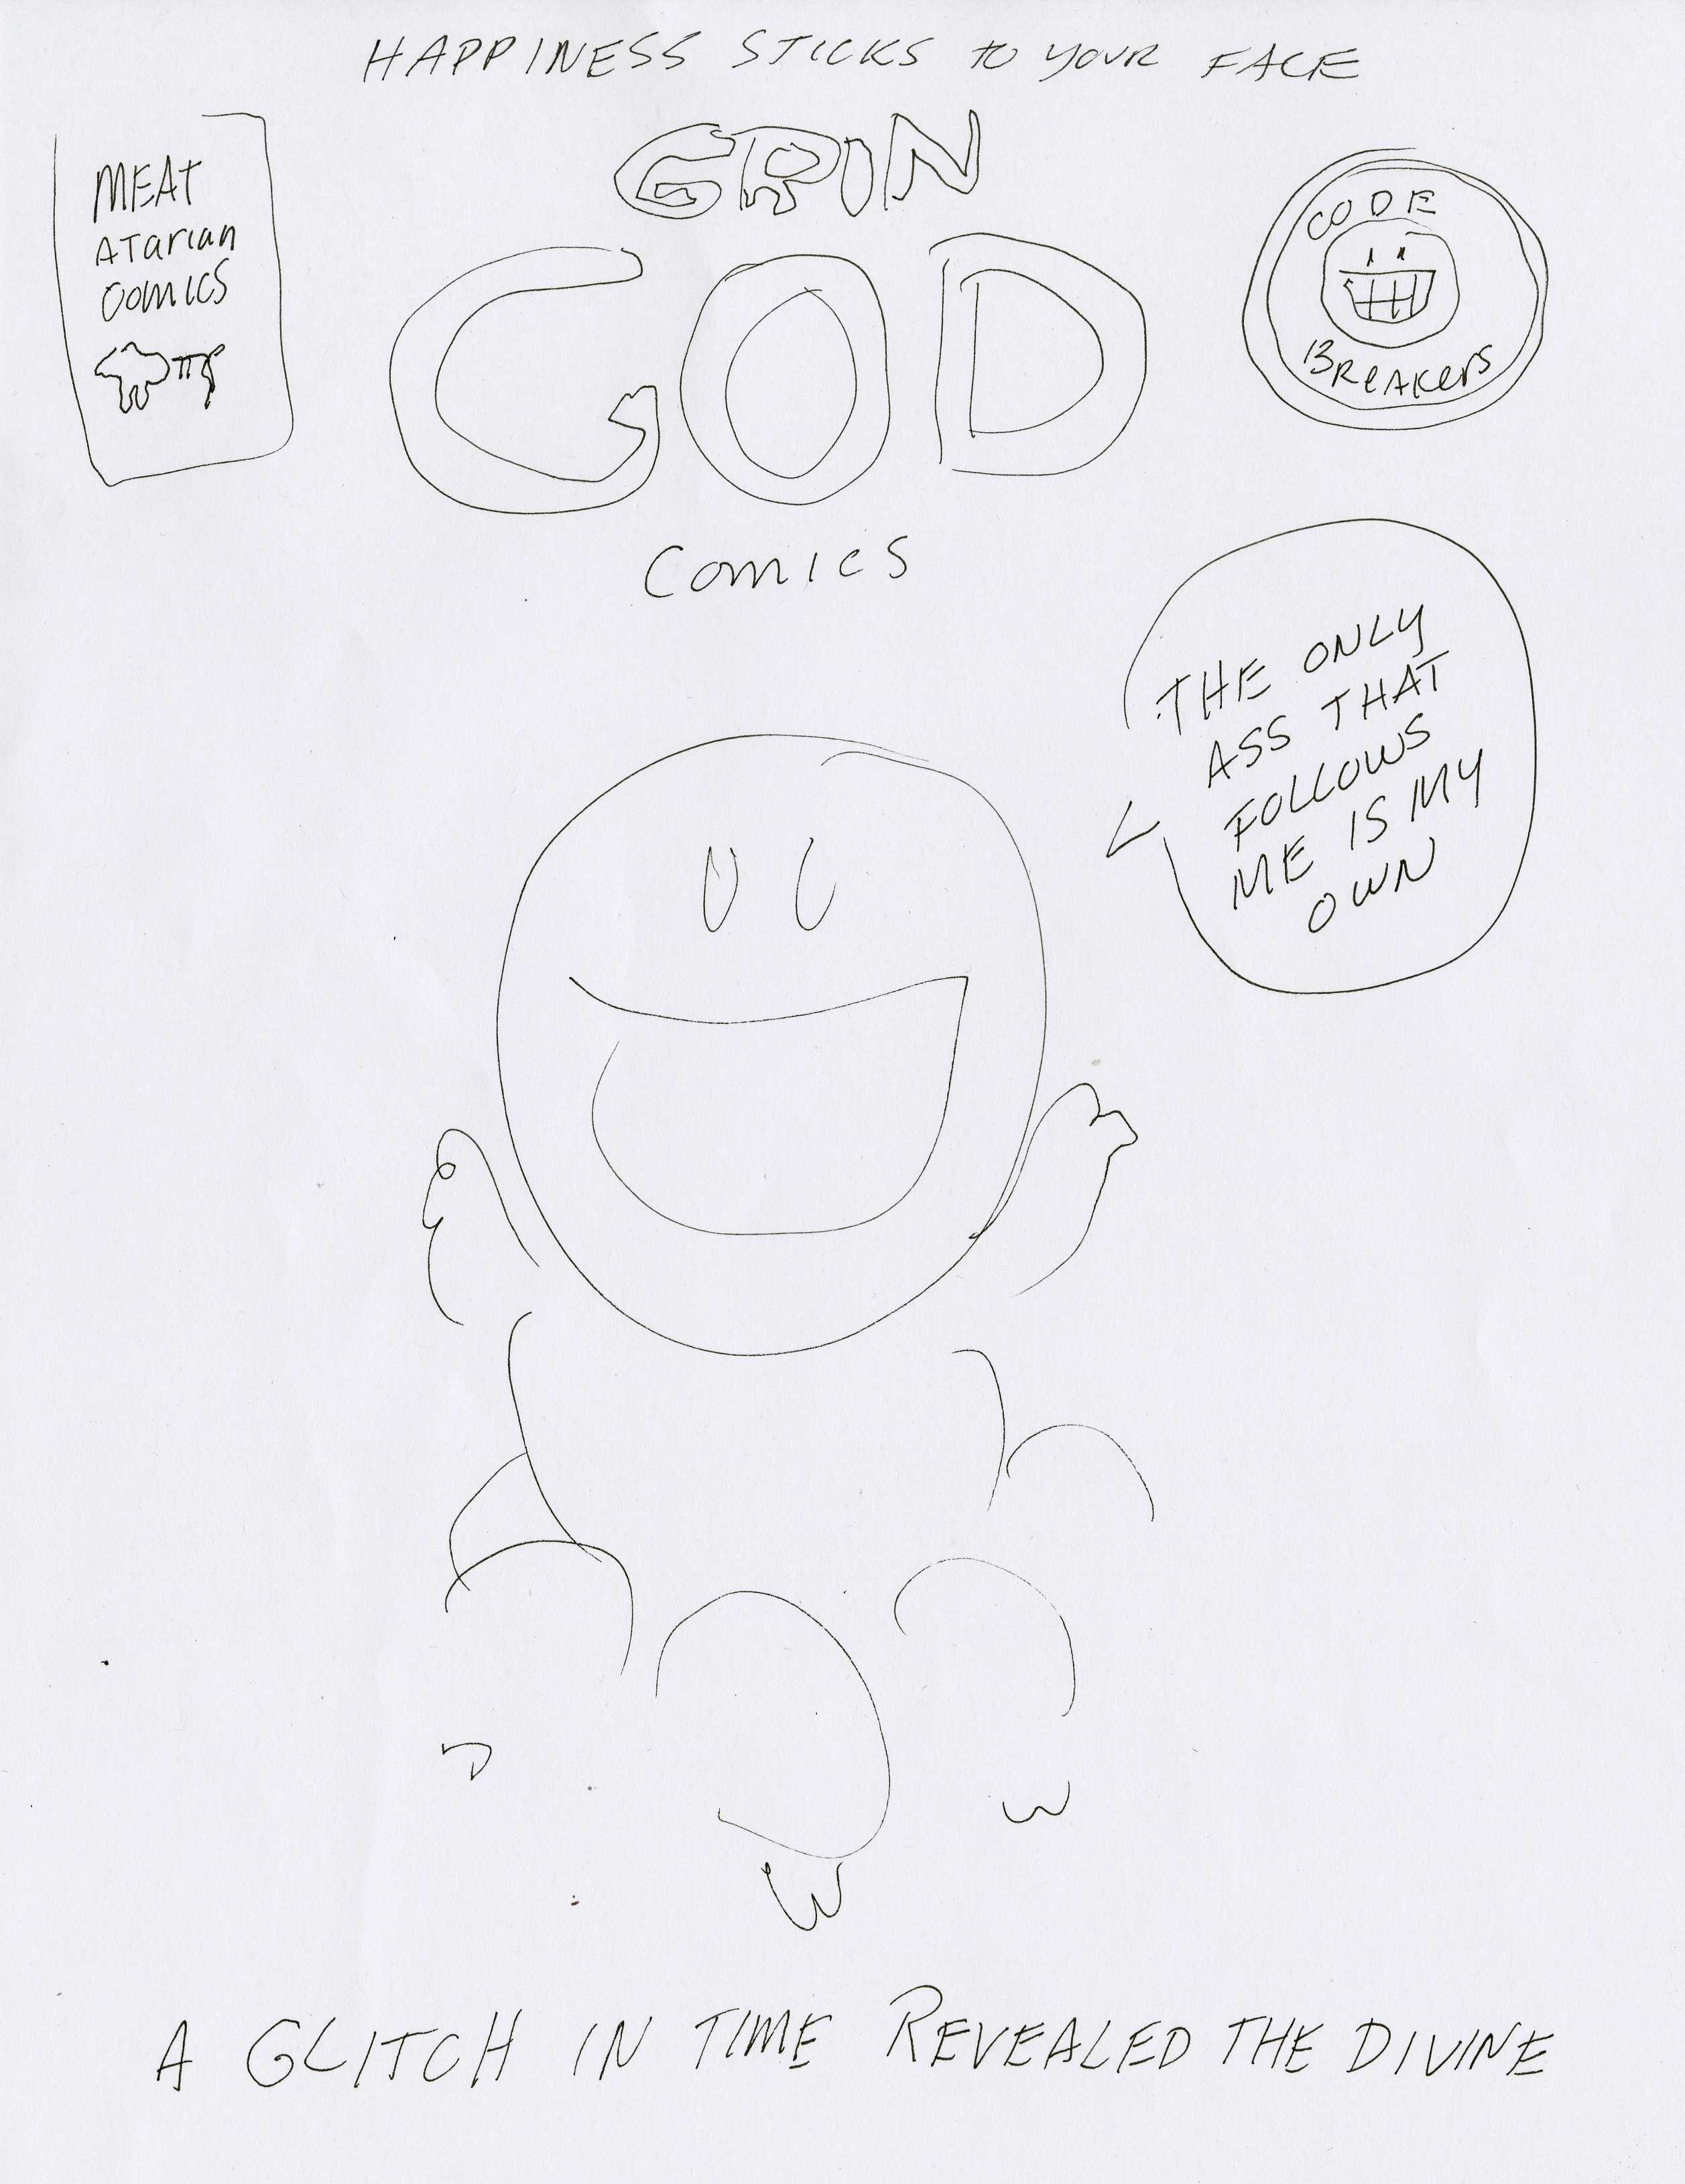 HAPPINESS STICKS TO YOUR FACE
MEAT
ATarian
COMICS
GRIN
GOD
Comics
CODE
BReAKerS
THE ONLY
ASS THAT
FOLLOWS
ME IS MY
OWN
A GLITCH IN TIME REVEALED THE DIVINE